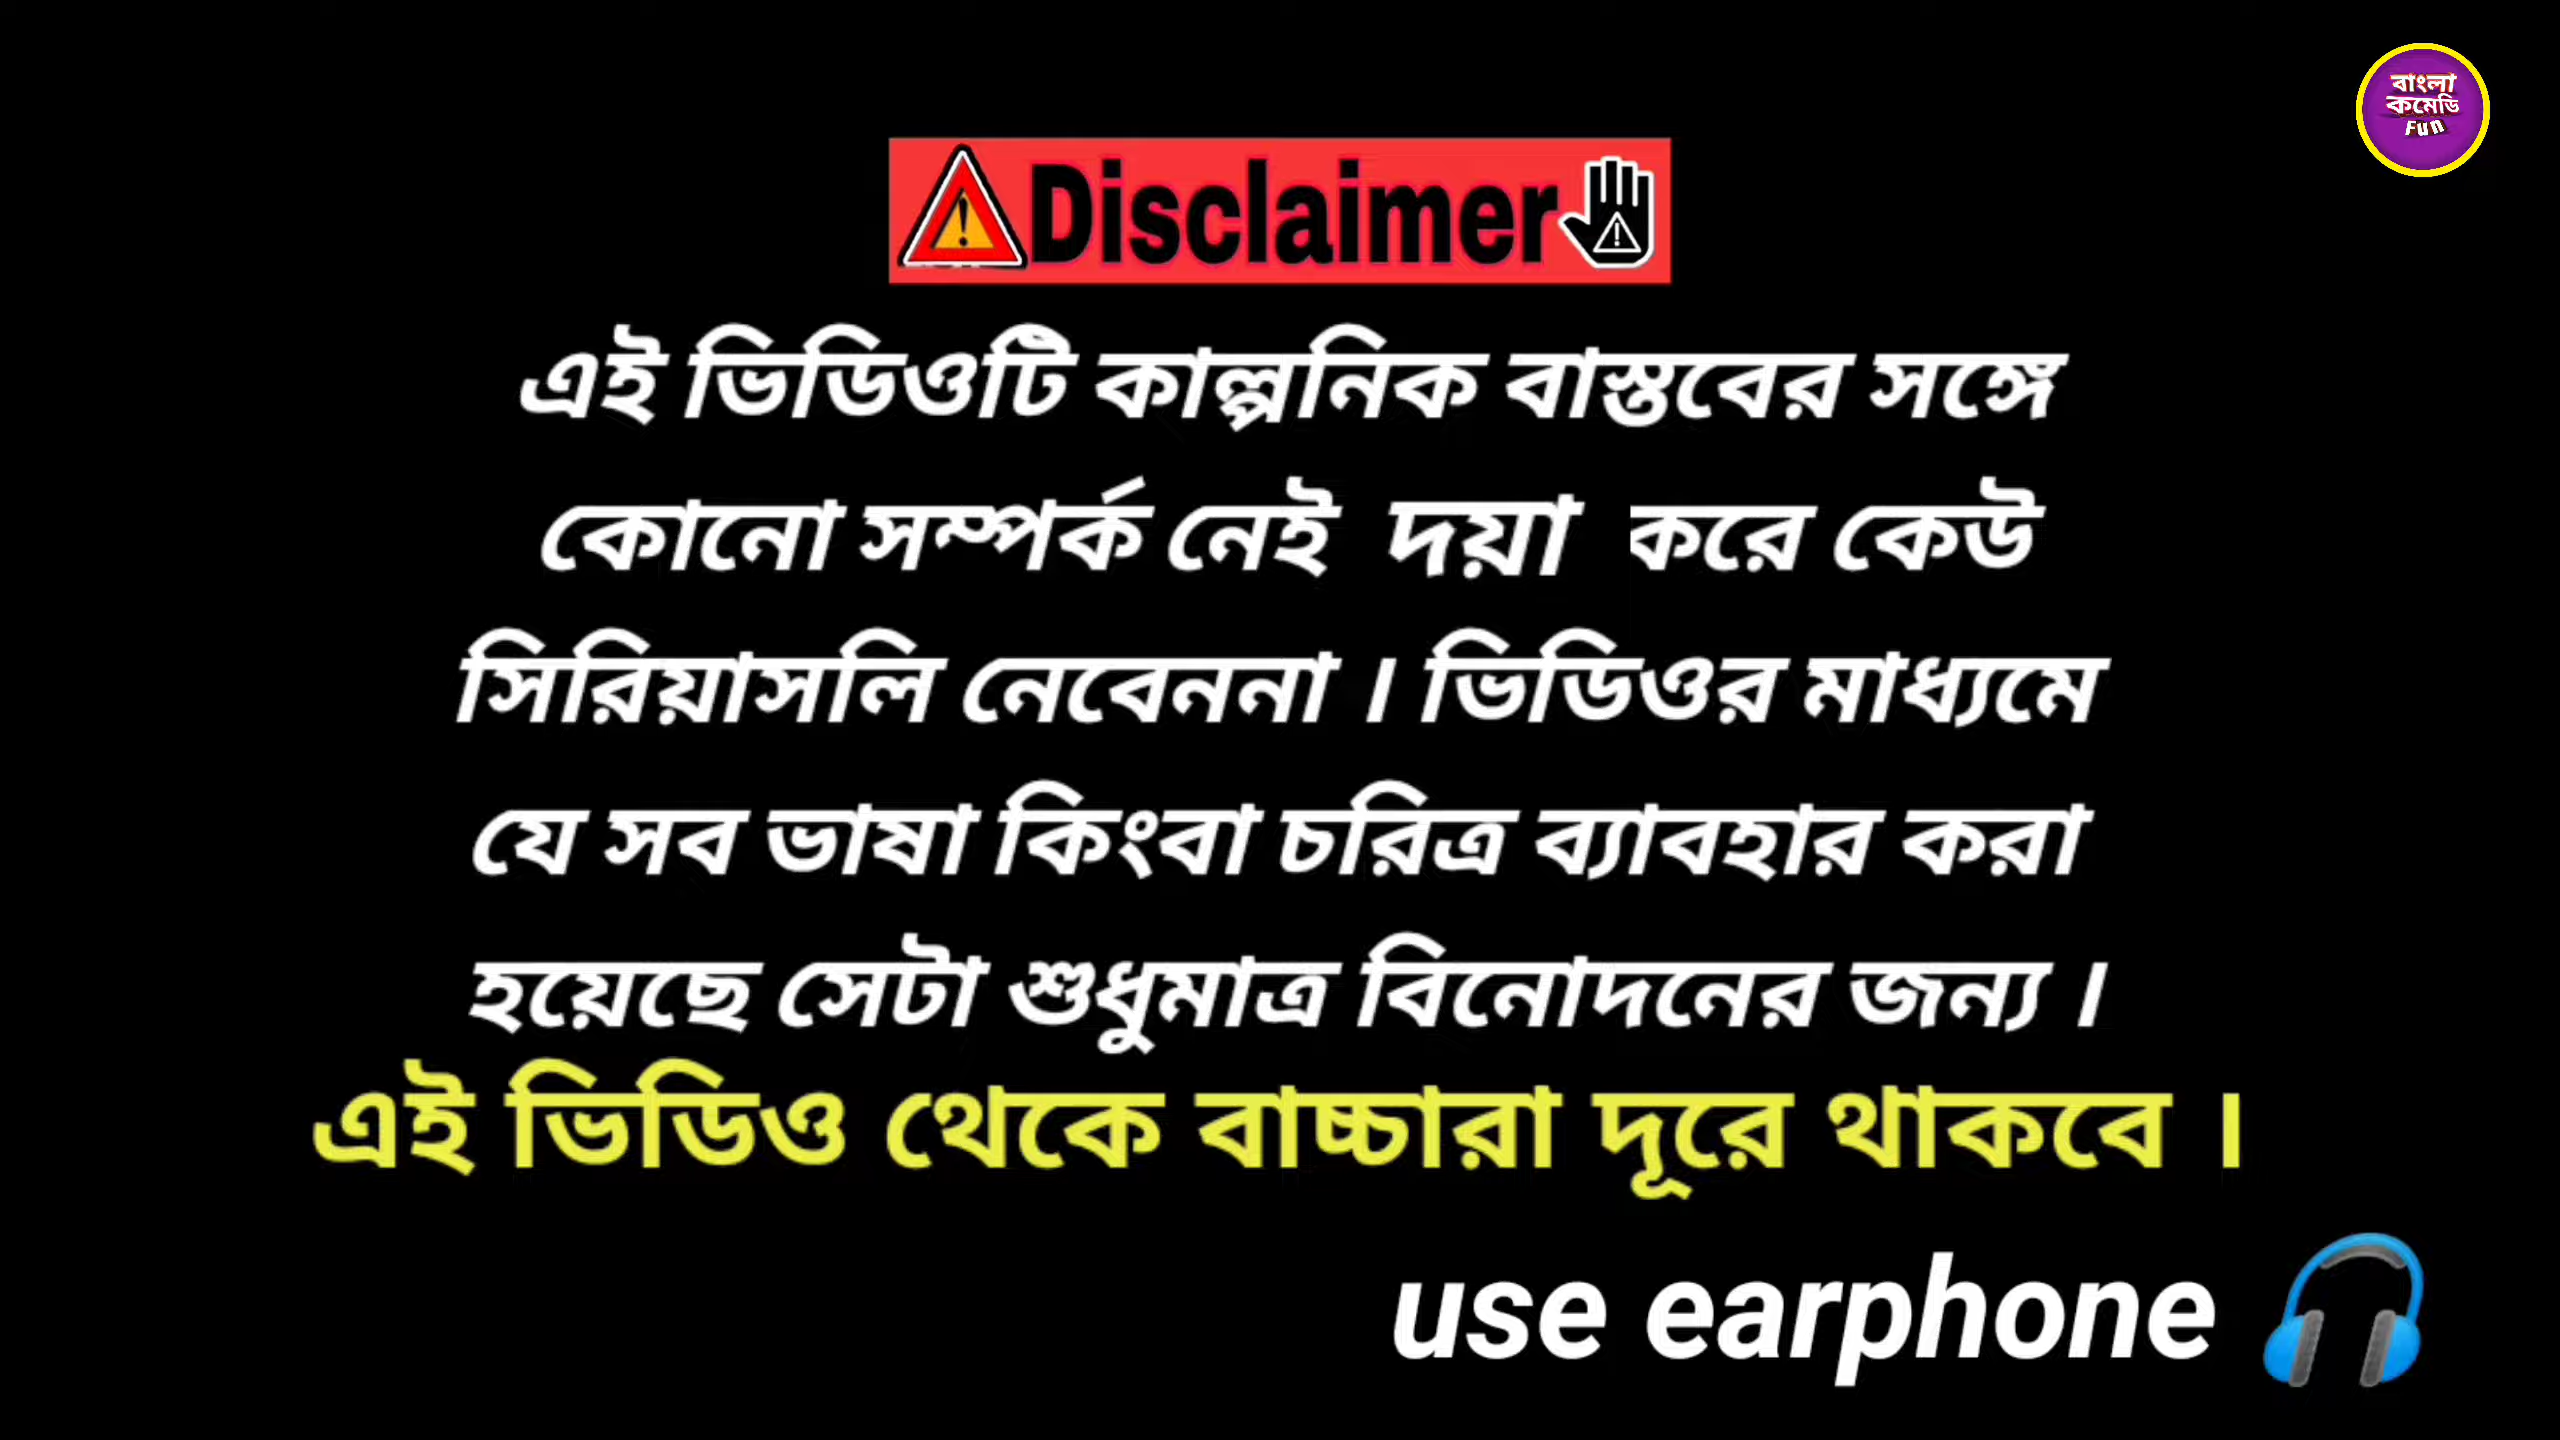 বাংলা
কমেডি
Fun
Disclaimer
এই ভিডিওটি কাল্পনিক বাস্তবের সঙ্গে
কোনো সম্পর্ক নেই দয়া করে কেউ
সিরিয়াসলি নেবেননা । ভিডিওর মাধ্যমে
যে সব ভাষা কিংবা চরিত্র ব্যাবহার করা
হয়েছে সেটা শুধুমাত্র বিনোদনের জন্য ।
এই ভিডিও থেকে বাচ্চারা দূরে থাকবে ।
use earphone